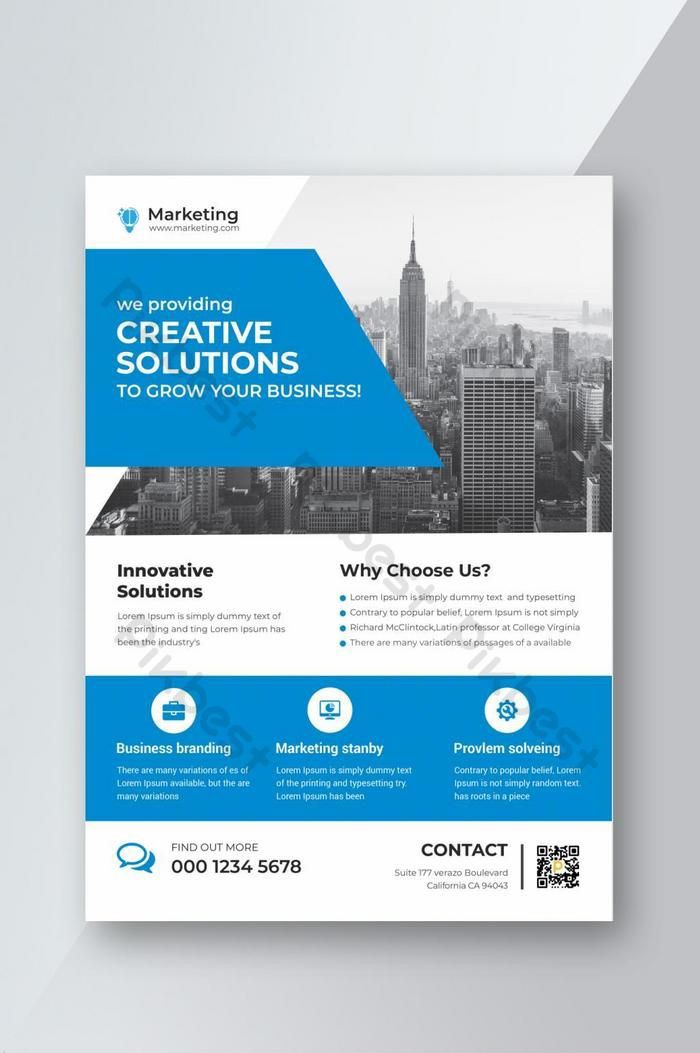 Marketing
www.marketing.com
we providing
CREATIVE
SOLUTIONS
TO GROW YOUR BUSINESS!
Innovative
Solutions
Lorem Ipsum is simply dummy text of
the printing and ting Lorem Ipsum has
been the industry's
Why Choose Us?
Lorem Ipsum is simply dummy text and typesetting
Contrary to popular belief, Lorem Ipsum is not simply
Richard McClintock,Latin professor at College Virginia
There are many variations of passages of a available
Business branding
There are many variations of es of
Lorem Ipsum available, but the are
many variations
Marketing stanby
Lorem Ipsum is simply dummy text of
the printing and typesetting try.
Lorem Ipsum has been
Provlem solveing
Contrary to popular belief, Lorem
Ipsum is not simply random text.
has roots in a piece
FIND OUT MORE
000 1234 5678
CONTACT
Suite 177 verazo Boulevard
California CA 94043
pikbest
pikbest
pikbest
pikbest